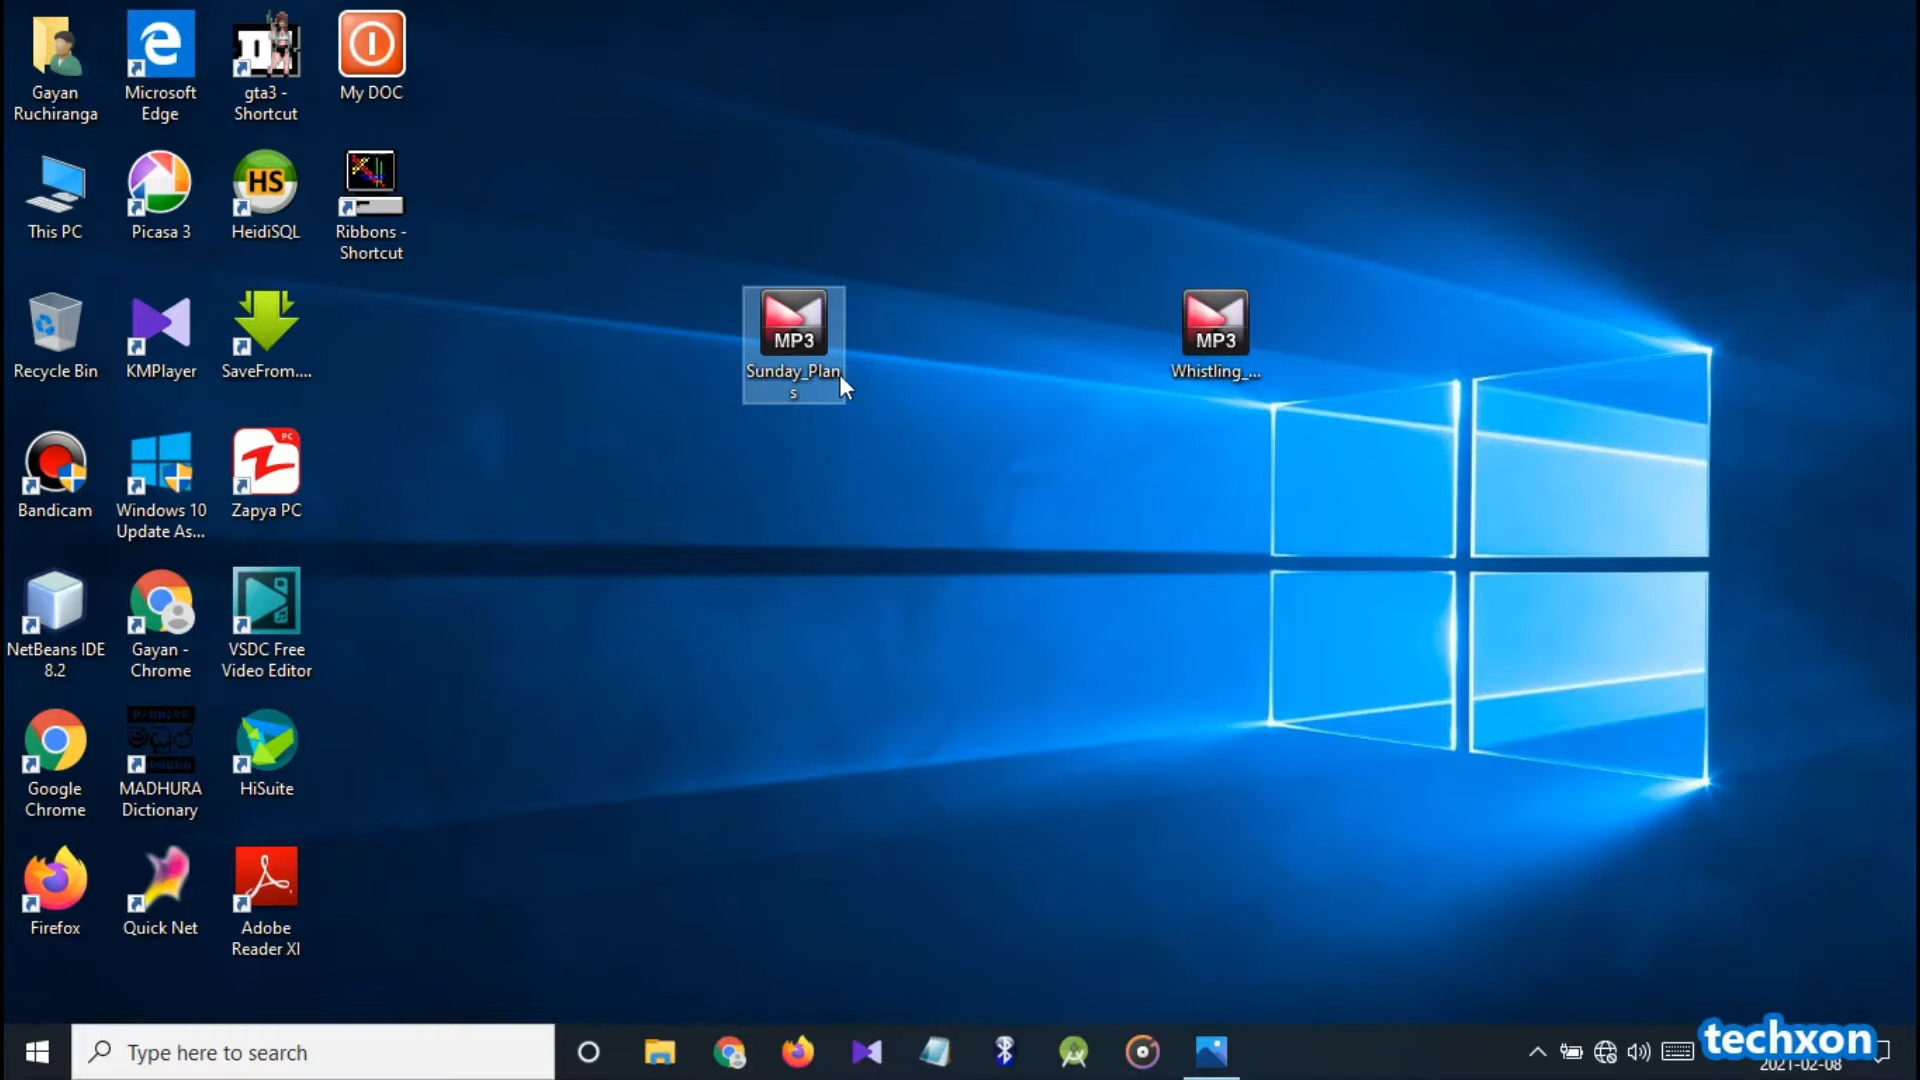 Gayan
Ruchiranga
Microsoft
Edge
gta3 -
Shortcut
My DOC
This PC
Picasa 3
HS
HeidiSQL
Ribbons -
Shortcut
Recycle Bin
KMPlayer
SaveFrom....
MP3
Sunday_Plan
s
MP3
Whistling_...
Bandicam
Windows 10
Update As...
PC
Zapya PC
NetBeans IDE
8.2
Gayan -
Chrome
VSDC Free
Video Editor
Google
Chrome
MADHURA
Dictionary
HiSuite
Firefox
Quick Net
Adobe
Reader XI
Type here to search
techxon
2021-02-08